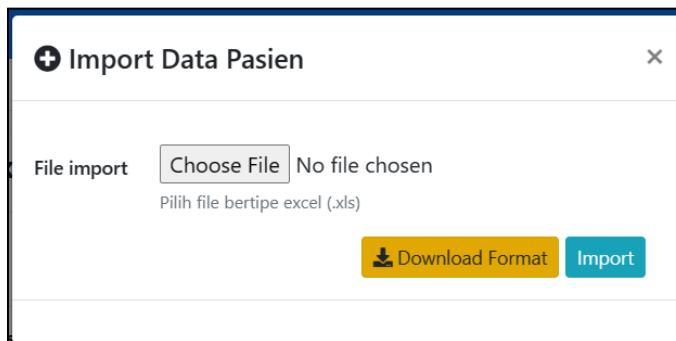 Import Data Pasien
×
File import Choose File No file chosen
Pilih file bertipe excel (.xls)
Download Format Import